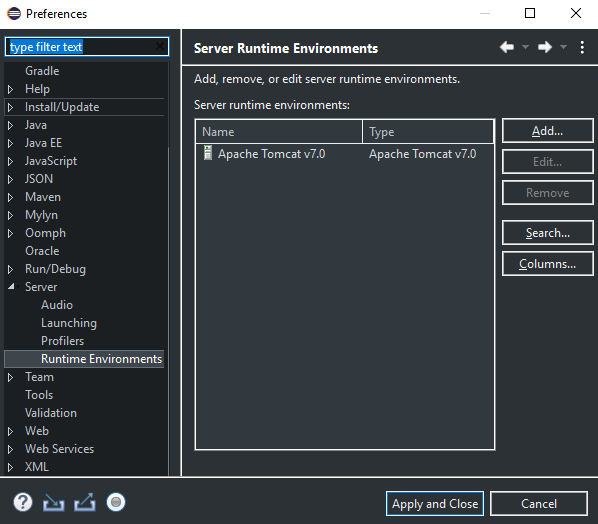 Preferences
type filter text
Gradle
Help
Install/Update
Java
Java EE
JavaScript
JSON
Maven
Mylyn
Oomph
Oracle
Run/Debug
Server
Audio
Launching
Profilers
Runtime Environments
Team
Tools
Validation
Web
Web Services
XML
Server Runtime Environments
Add, remove, or edit server runtime environments.
Server runtime environments:
Name Type
Apache Tomcat v7.0 Apache Tomcat v7.0
Add...
Edit...
Remove
Search...
Columns...
?
Apply and Close Cancel